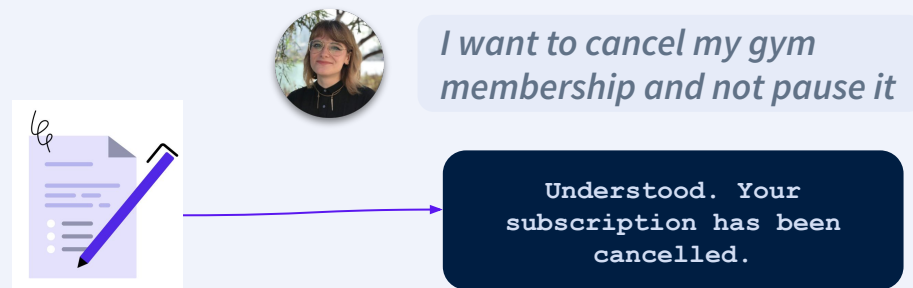 I want to cancel my gym
membership and not pause it
Understood. Your
subscription has been
cancelled.